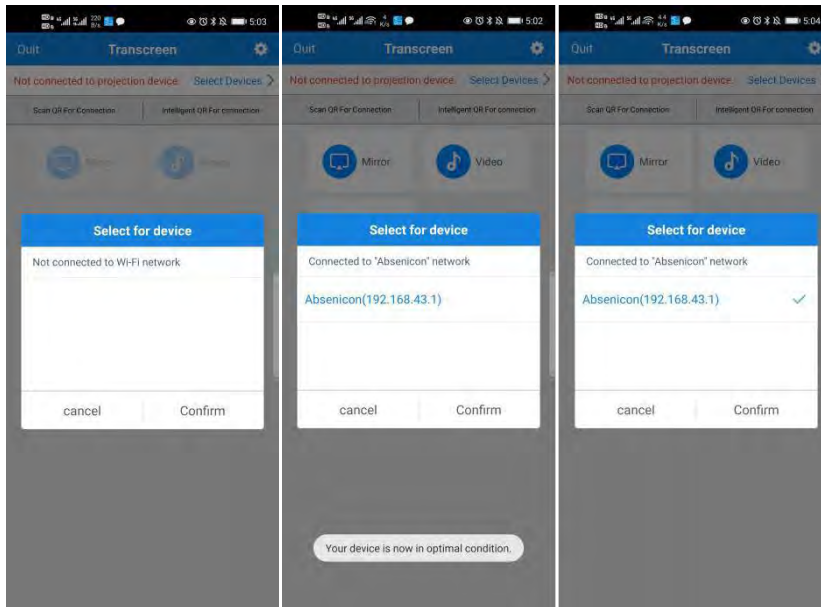 5:03
Quit Transcreen
Not connected to projection device. Select Devices
Scan QR For Connection Intelligent QR For connection
Select for device
Not connected to Wi-Fi network
cancel Confirm
5:02
Quit Transcreen
Not connected to projection device. Select Devices
Scan QR For Connection Intelligent QR For connection
Mirror Video
Select for device
Connected to "Absenicon" network
Absenicon(192.168.43.1)
cancel Confirm
Your device is now in optimal condition.
5:04
Quit Transcreen
Not connected to projection device. Select Devices
Scan QR For Connection Intelligent QR For connection
Mirror Video
Select for device
Connected to "Absenicon" network
Absenicon(192.168.43.1)
cancel Confirm